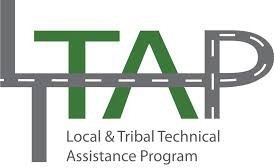 LTAP
Local & Tribal Technical
Assistance Program